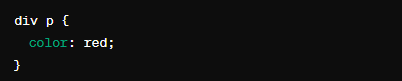 div p {
  color: red;
}